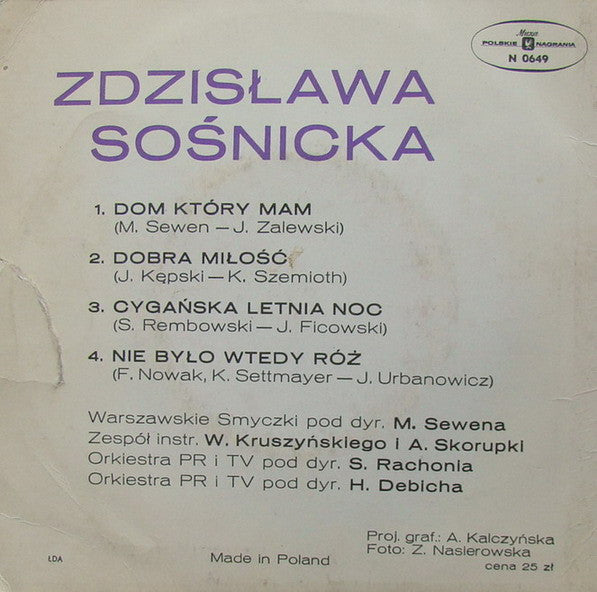 Muza
POLSKIE NAGRANIA
N 0649
ZDZISŁAWA
SOŚNICKA
1. DOM KTÓRY MAM
(M. Sewen — J. Zalewski)
2. DOBRA MIŁOŚĆ
(J. Kępski — K. Szemioth)
3. CYGAŃSKA LETNIA NOC
(S. Rembowski — J. Ficowski)
4. NIE BYŁO WTEDY RÓŻ
(F. Nowak, K. Settmayer — J. Urbanowicz)
Warszawskie Smyczki pod dyr. M. Sewena
Zespół instr. W. Kruszyńskiego i A. Skorupki
Orkiestra PR i TV pod dyr. S. Rachonia
Orkiestra PR i TV pod dyr. H. Debicha
Proj. graf.: A. Kalczyńska
Foto: Z. Nasierowska
cena 25 zł
ŁDA
Made in Poland